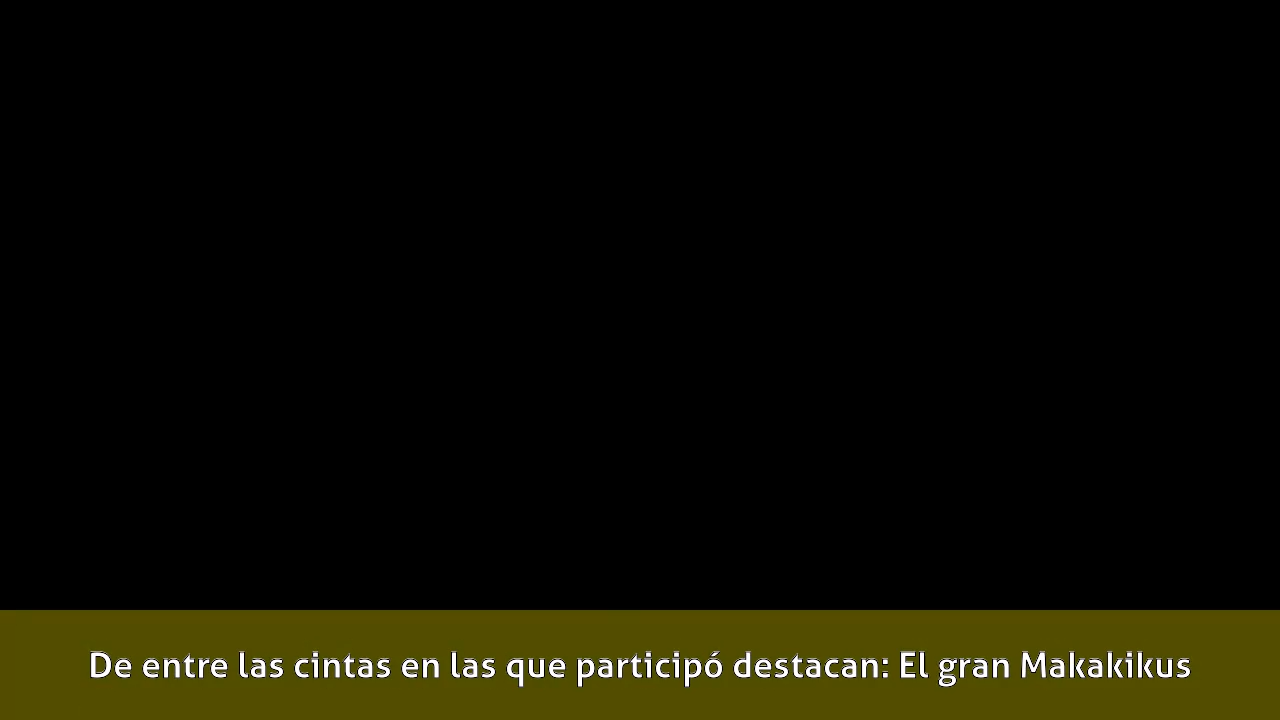 De entre las cintas en las que participó destacan: El gran Makakikus